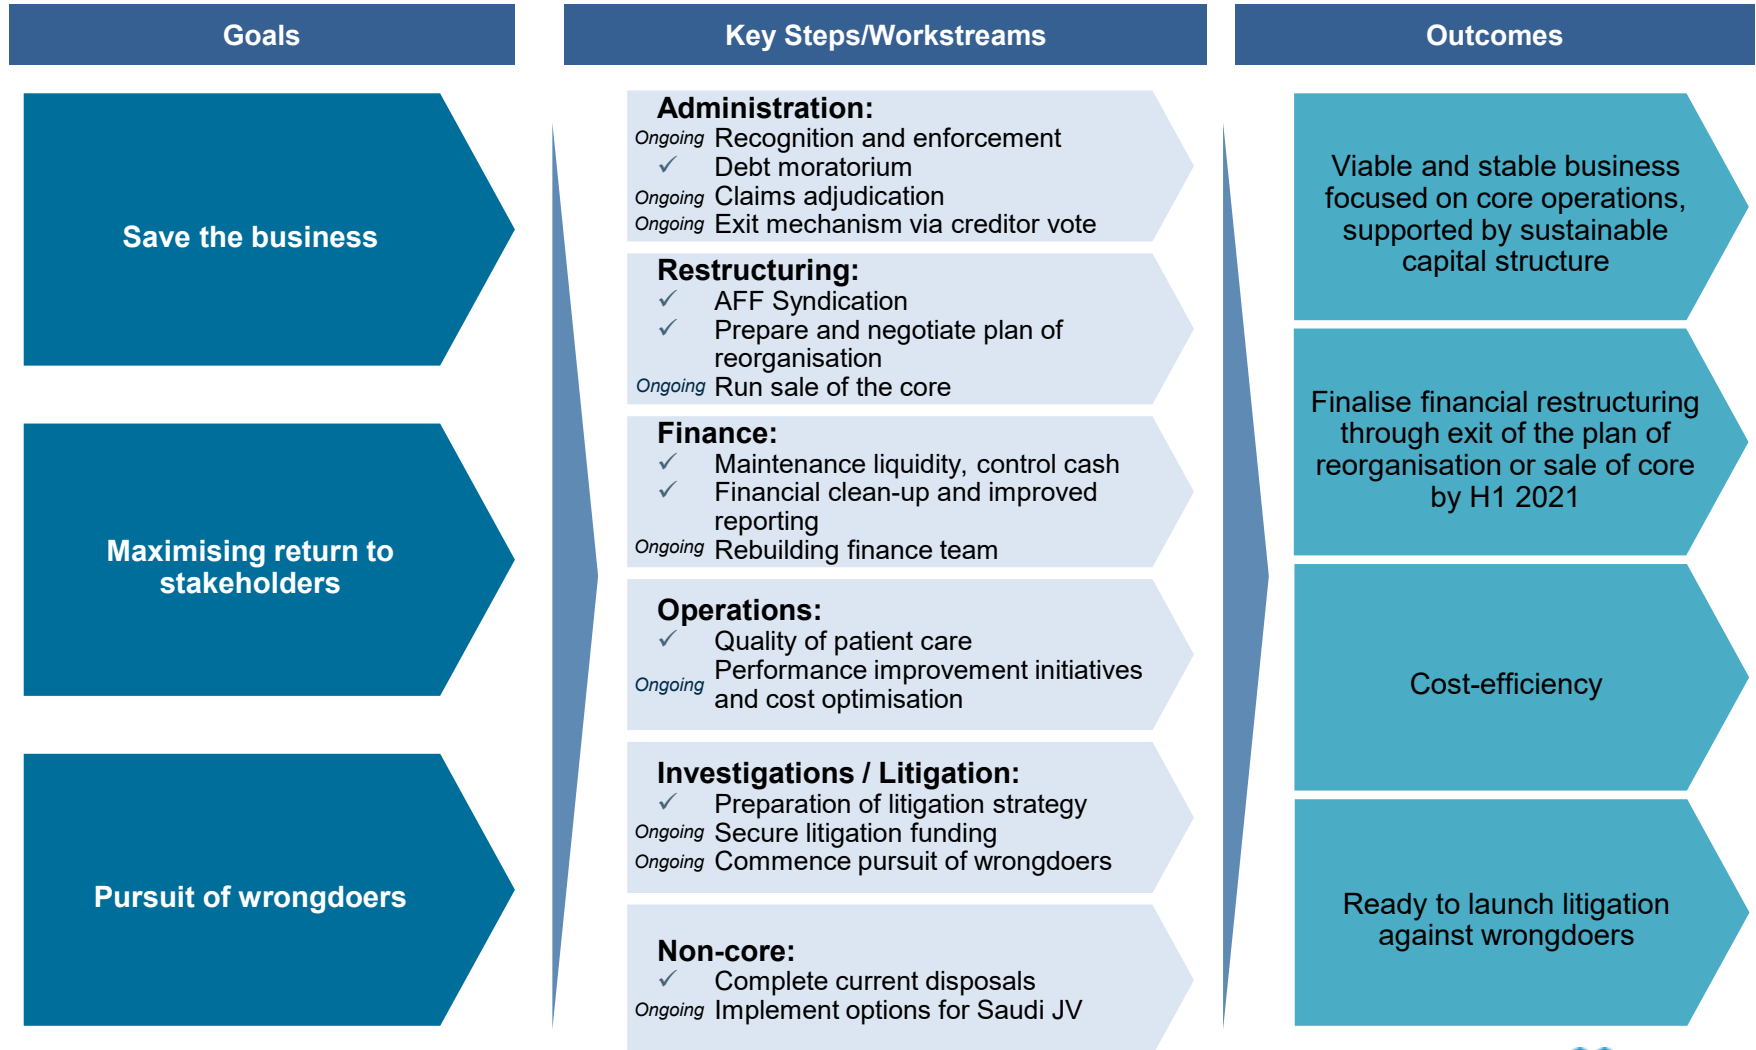 Goals
Key Steps/Workstreams
Outcomes
Save the business
Maximising return to
stakeholders
Pursuit of wrongdoers
Administration:
Ongoing Recognition and enforcement
✓ Debt moratorium
Ongoing Claims adjudication
Ongoing Exit mechanism via creditor vote
Restructuring:
✓ AFF Syndication
✓ Prepare and negotiate plan of
reorganisation
Ongoing Run sale of the core
Finance:
✓ Maintenance liquidity, control cash
✓ Financial clean-up and improved
reporting
Ongoing Rebuilding finance team
Operations:
✓ Quality of patient care
Ongoing Performance improvement initiatives
and cost optimisation
Investigations / Litigation:
✓ Preparation of litigation strategy
Ongoing Secure litigation funding
Ongoing Commence pursuit of wrongdoers
Non-core:
✓ Complete current disposals
Ongoing Implement options for Saudi JV
Viable and stable business
focused on core operations,
supported by sustainable
capital structure
Finalise financial restructuring
through exit of the plan of
reorganisation or sale of core
by H1 2021
Cost-efficiency
Ready to launch litigation
against wrongdoers